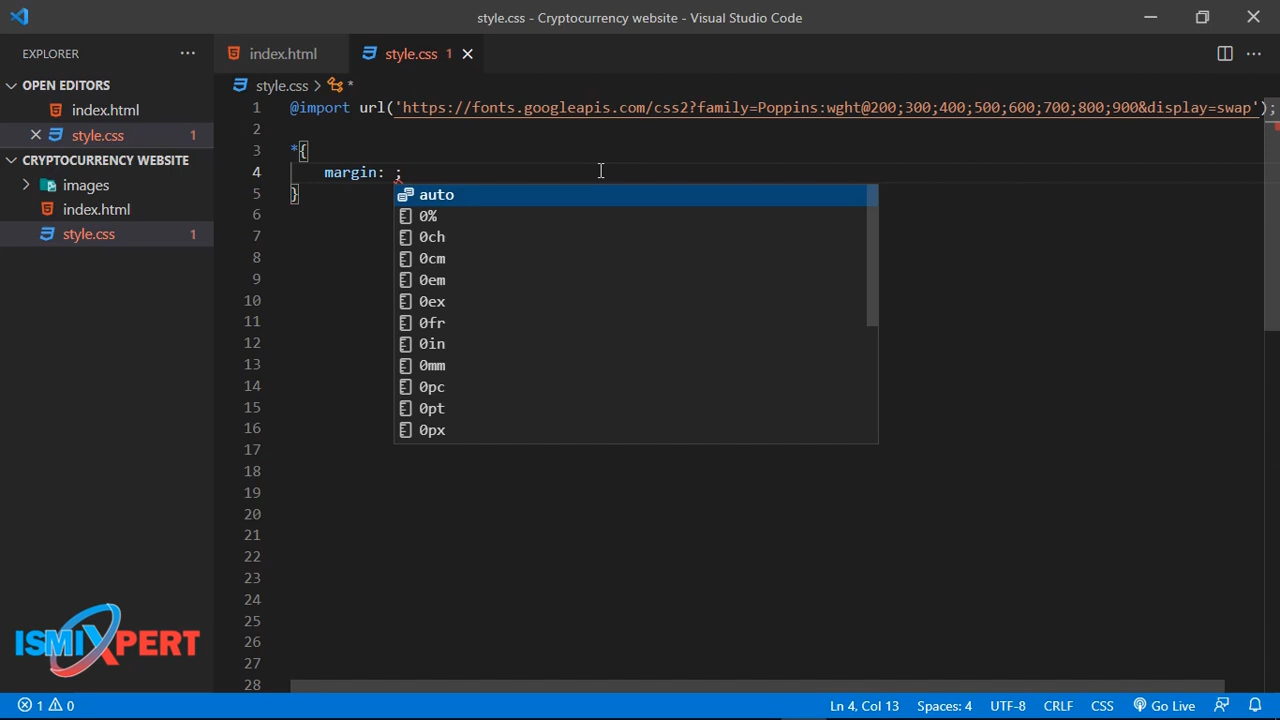 style.css - Cryptocurrency website - Visual Studio Code
EXPLORER
index.html
style.css 1
OPEN EDITORS
index.html
style.css 1
CRYPTOCURRENCY WEBSITE
images
index.html
style.css 1
style.css > *
1 @import url('https://fonts.googleapis.com/css2?family=Poppins:wght@200;300;400;500;600;700;800;900&display=swap');
2
3 *{
4 margin: ;
5 }
6
7
8
9
10
11
12
13
14
15
16
17
18
19
20
21
22
23
24
25
26
27
28
auto
0%
0ch
0cm
0em
0ex
0fr
0in
0mm
0pc
0pt
0px
ISMIXPERT
1 0
Ln 4, Col 13
Spaces: 4
UTF-8
CRLF
CSS
Go Live